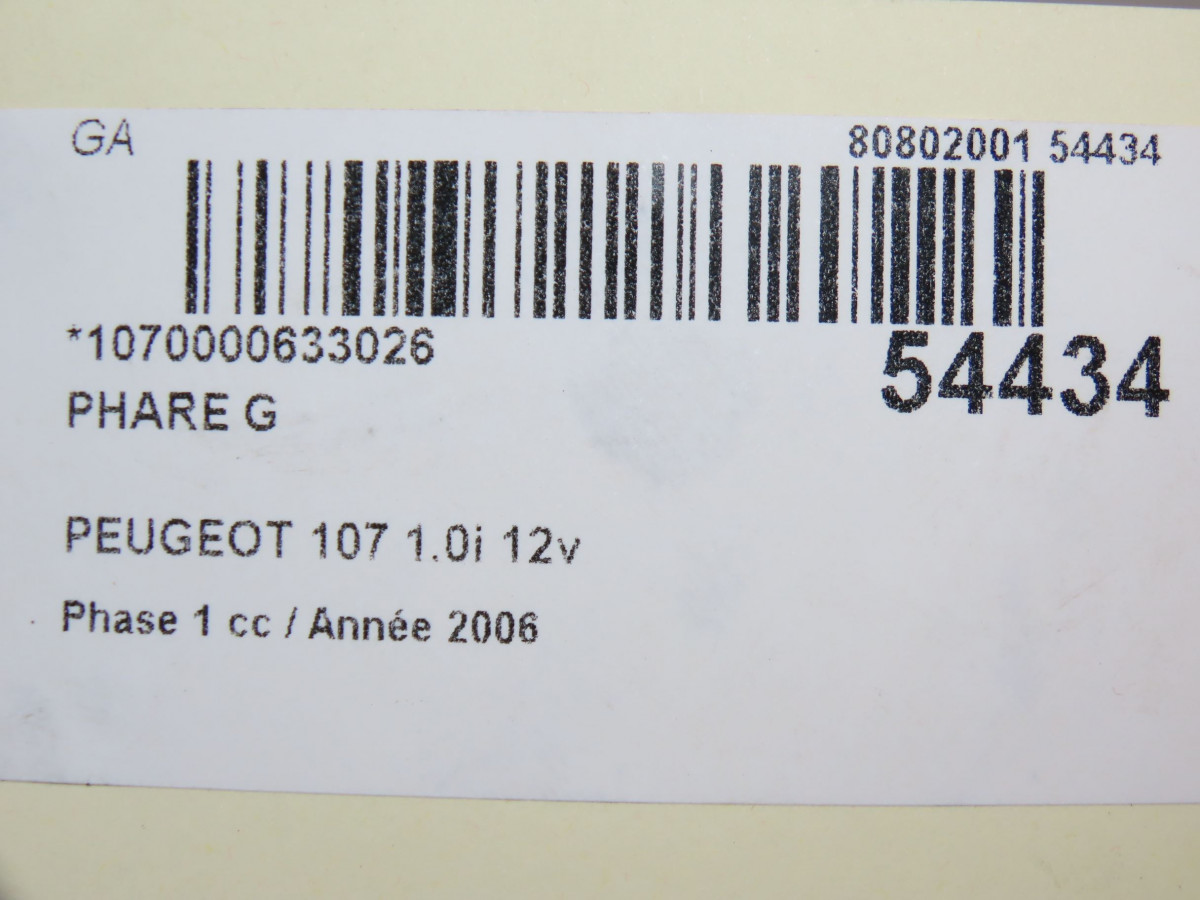 GA
80802001 54434
*1070000633026
54434
PHARE G
PEUGEOT 107 1.0i 12v
Phase 1 cc / Année 2006